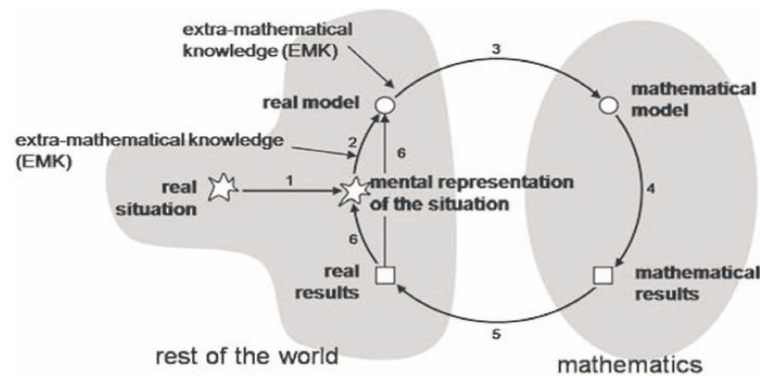 extra-mathematical
knowledge (EMK)
3
real model
mathematical
model
extra-mathematical knowledge
(EMK)
2
6
1
real
situation
mental representation
of the situation
4
6
real
results
mathematical
results
5
rest of the world
mathematics